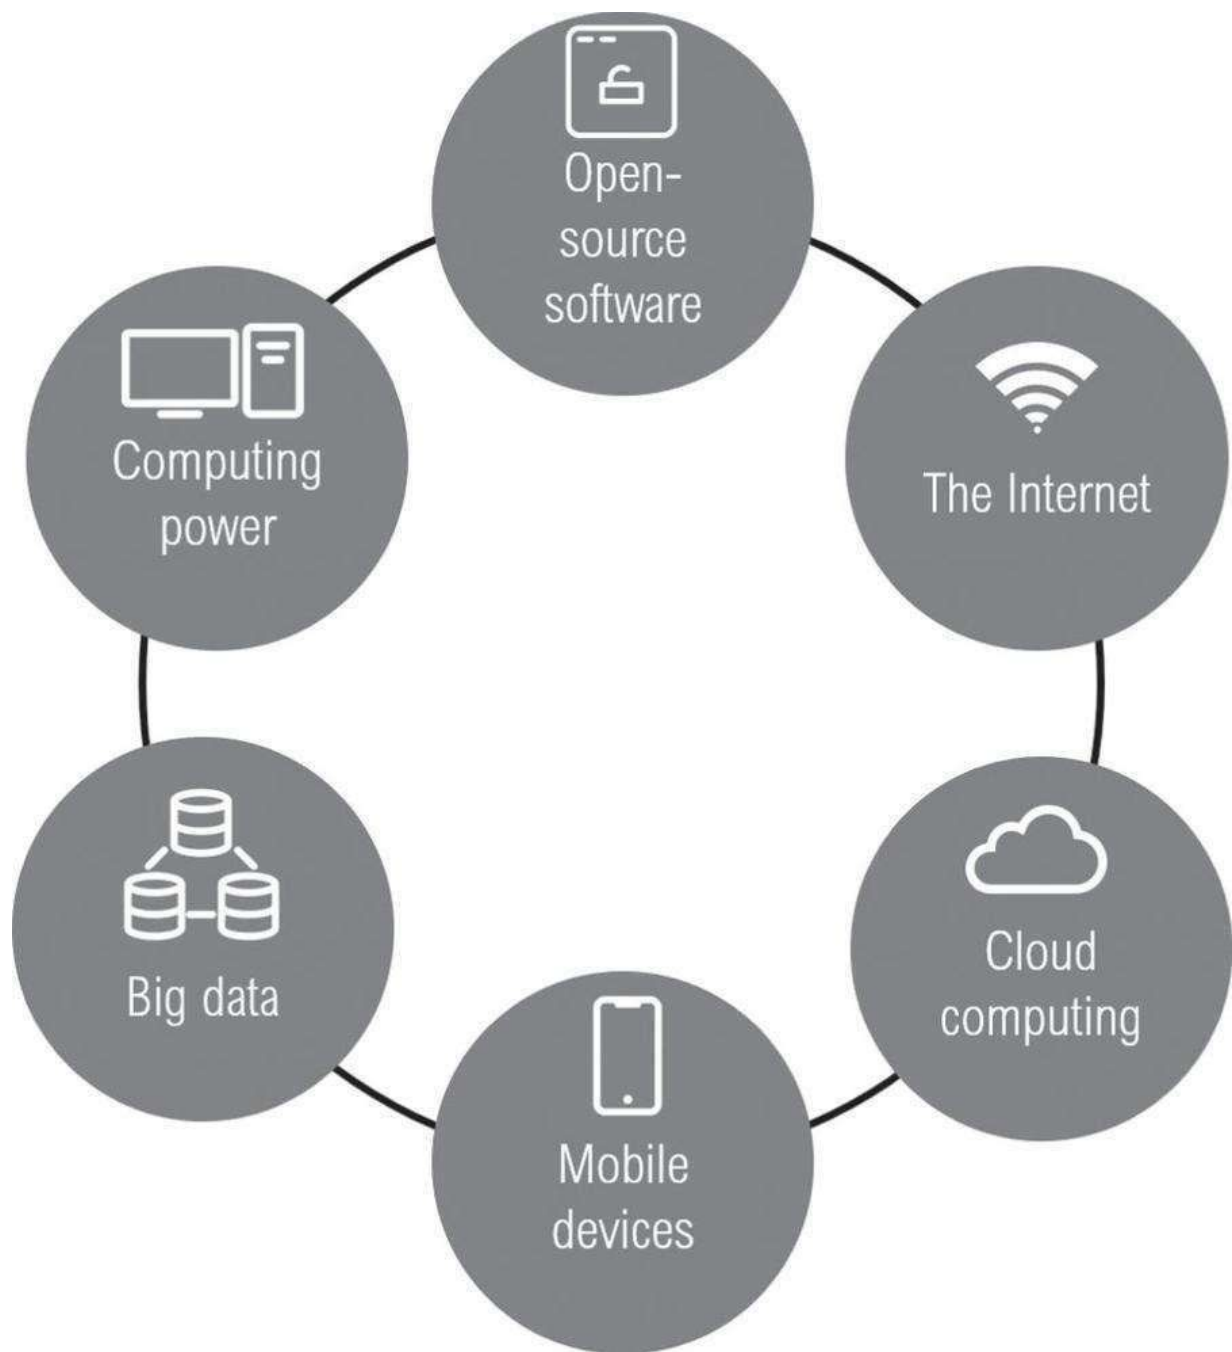 Open-
source
software
The Internet
Cloud
computing
Mobile
devices
Big data
Computing
power